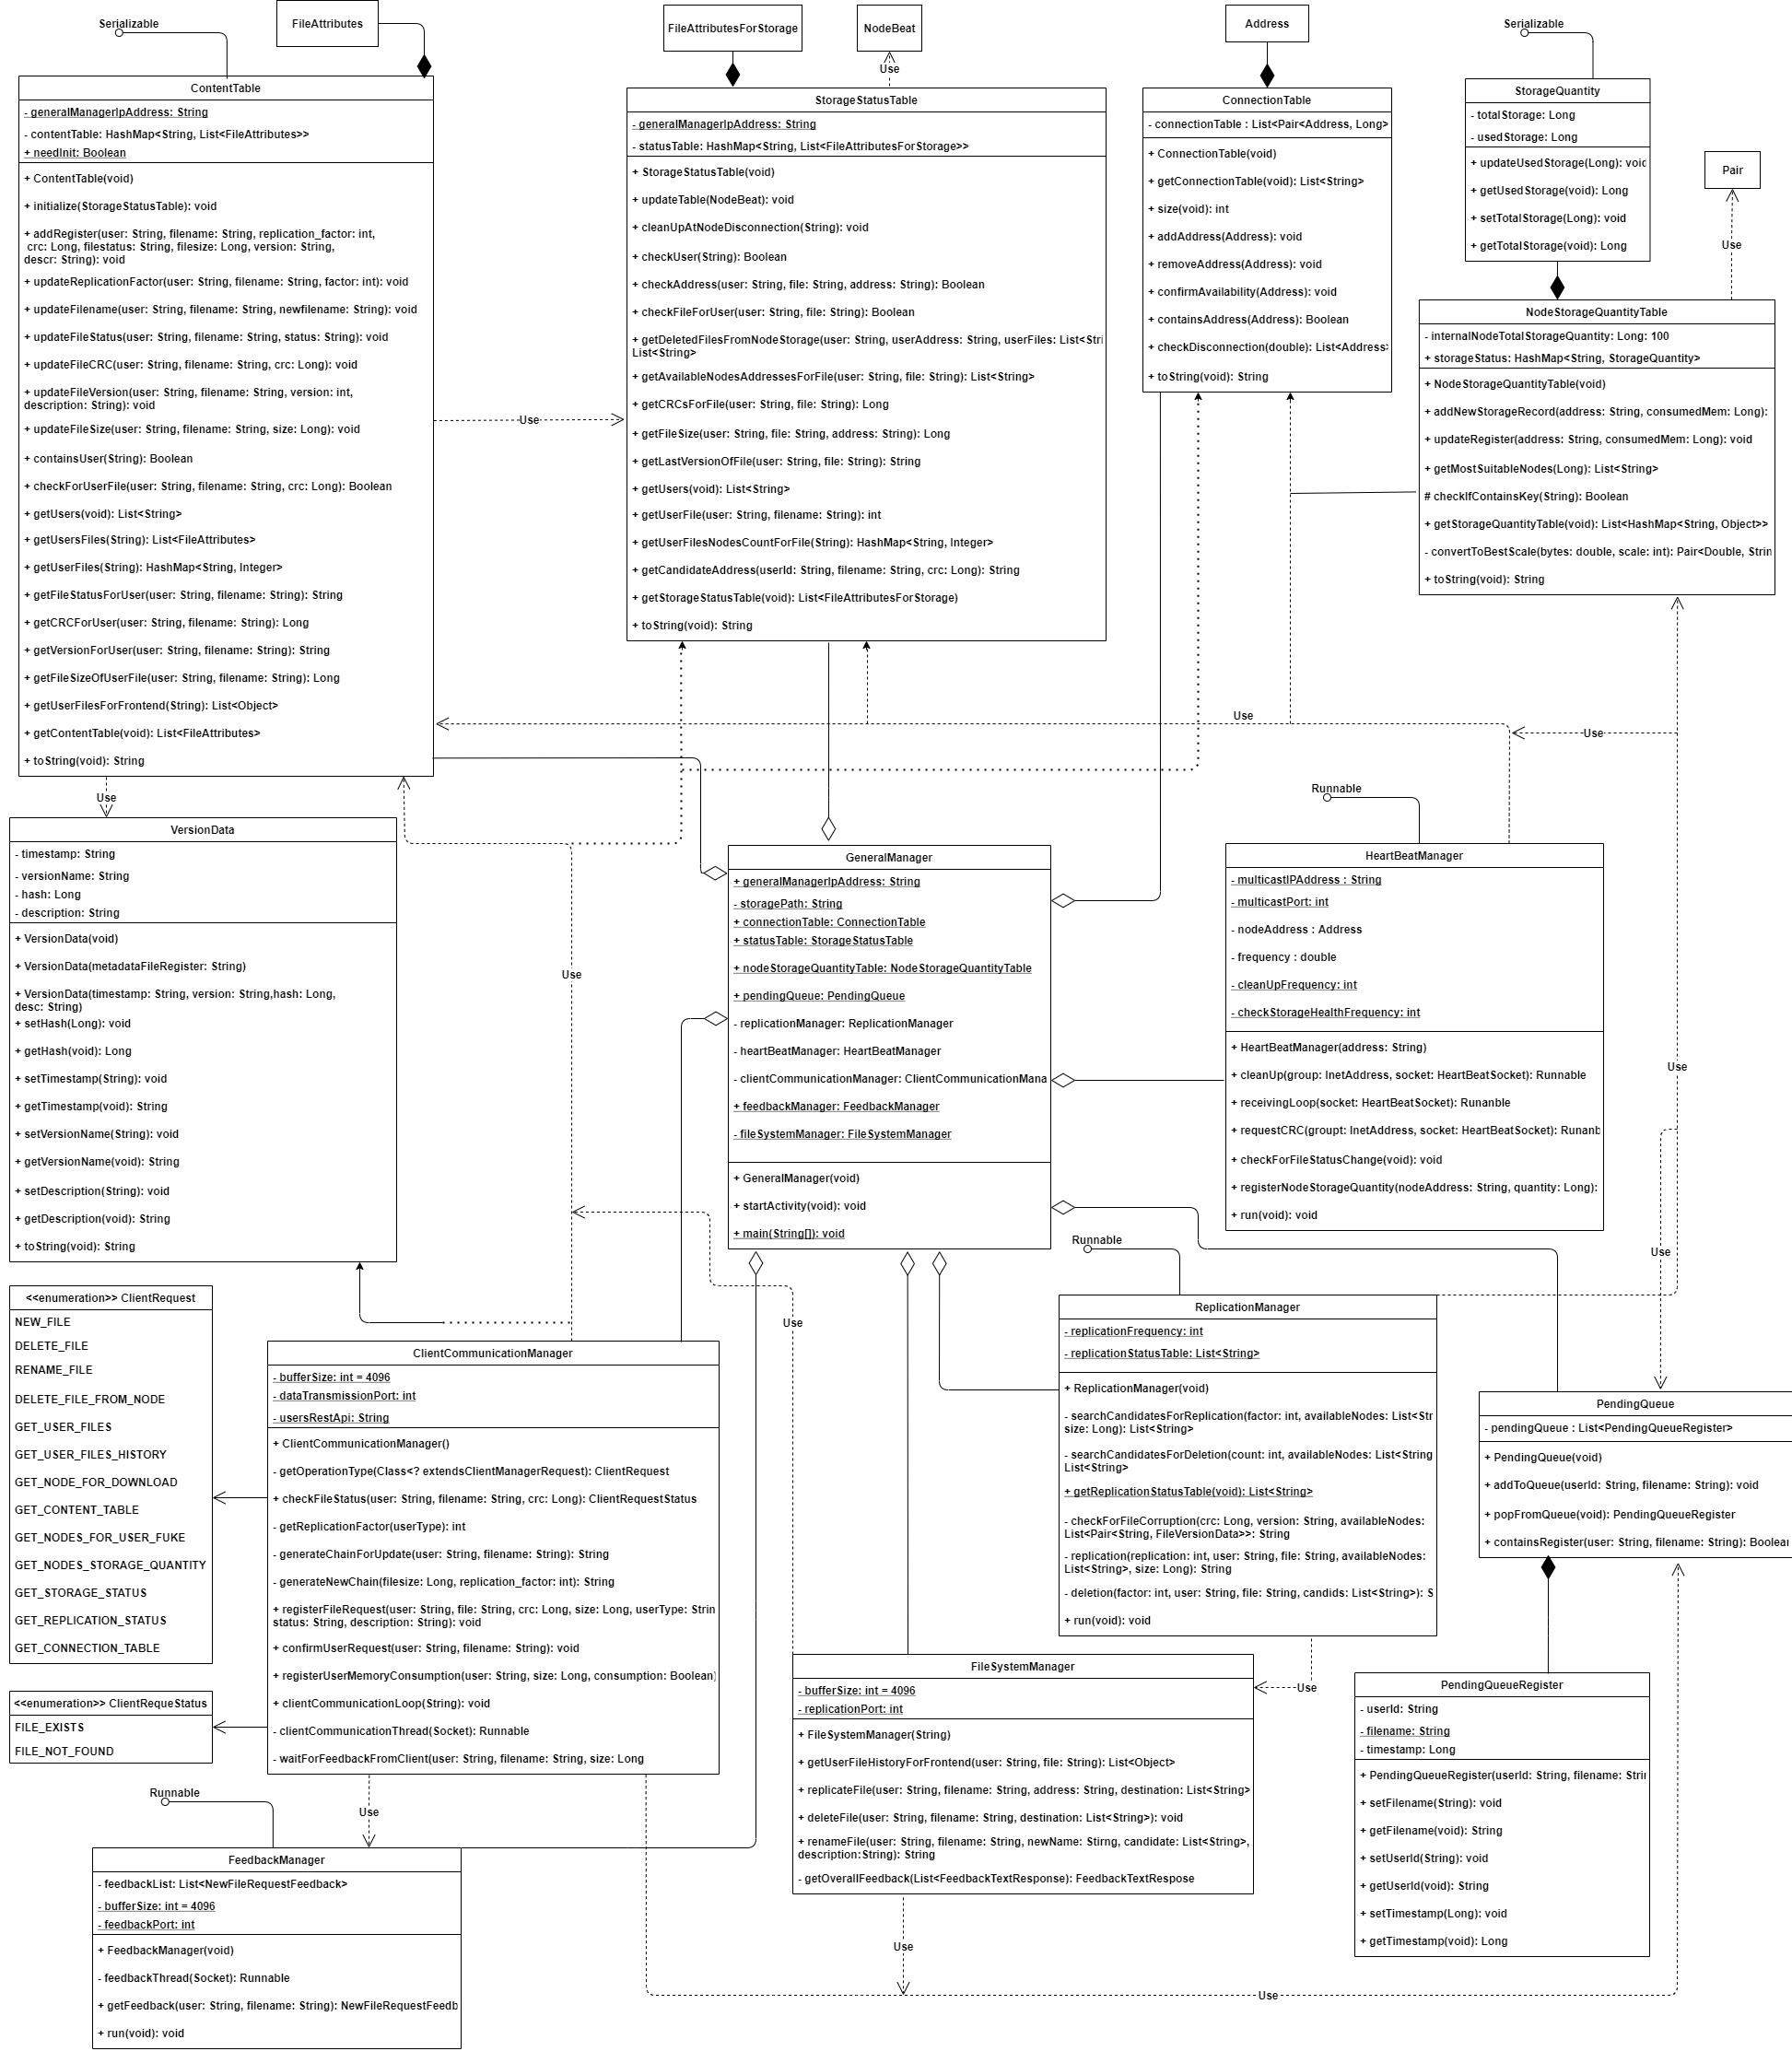 Serializable
FileAttributes
ContentTable
- generalManagerIpAddress: String
- contentTable: HashMap<String, List<FileAttributes>>
+ needInit: Boolean
+ ContentTable(void)
+ initialize(StorageStatusTable): void
+ addRegister(user: String, filename: String, replication_factor: int,
crc: Long, filestatus: String, filesize: Long, version: String,
descr: String): void
+ updateReplicationFactor(user: String, filename: String, factor: int): void
+ updateFilename(user: String, filename: String, newfilename: String): void
+ updateFileStatus(user: String, filename: String, status: String): void
+ updateFileCRC(user: String, filename: String, crc: Long): void
+ updateFileVersion(user: String, filename: String, version: int,
description: String): void
+ updateFileSize(user: String, filename: String, size: Long): void
+ containsUser(String): Boolean
+ checkForUserFile(user: String, filename: String, crc: Long): Boolean
+ getUsers(void): List<String>
+ getUsersFiles(String): List<FileAttributes>
+ getUserFiles(String): HashMap<String, Integer>
+ getFileStatusForUser(user: String, filename: String): String
+ getCRCForUser(user: String, filename: String): Long
+ getVersionForUser(user: String, filename: String): String
+ getFileSizeOfUserFile(user: String, filename: String): Long
+ getUserFilesForFrontend(String): List<Object>
+ getContentTable(void): List<FileAttributes>
+ toString(void): String
Use
FileAttributesForStorage
NodeBeat
Use
StorageStatusTable
- generalManagerIpAddress: String
- statusTable: HashMap<String, List<FileAttributesForStorage>>
+ StorageStatusTable(void)
+ updateTable(NodeBeat): void
+ cleanUpAtNodeDisconnection(String): void
+ checkUser(String): Boolean
+ checkAddress(user: String, file: String, address: String): Boolean
+ checkFileForUser(user: String, file: String): Boolean
+ getDeletedFilesFromNodeStorage(user: String, userAddress: String, userFiles: List<Stri
List<String>
+ getAvailableNodesAddressesForFile(user: String, file: String): List<String>
+ getCRCsForFile(user: String, file: String): Long
+ getFileSize(user: String, file: String, address: String): Long
+ getLastVersionOfFile(user: String, file: String): String
+ getUsers(void): List<String>
+ getUserFile(user: String, filename: String): int
+ getUserFilesNodesCountForFile(String): HashMap<String, Integer>
+ getCandidateAddress(userId: String, filename: String, crc: Long): String
+ getStorageStatusTable(void): List<FileAttributesForStorage)
+ toString(void): String
Address
ConnectionTable
- connectionTable : List<Pair<Address, Long>
+ ConnectionTable(void)
+ getConnectionTable(void): List<String>
+ size(void): int
+ addAddress(Address): void
+ removeAddress(Address): void
+ confirmAvailability(Address): void
+ containsAddress(Address): Boolean
+ checkDisconnection(double): List<Address>
+ toString(void): String
Serializable
StorageQuantity
- totalStorage: Long
- usedStorage: Long
+ updateUsedStorage(Long): void
+ getUsedStorage(void): Long
+ setTotalStorage(Long): void
+ getTotalStorage(void): Long
Pair
Use
NodeStorageQuantityTable
- internalNodeTotalStorageQuantity: Long: 100
+ storageStatus: HashMap<String, StorageQuantity>
+ NodeStorageQuantityTable(void)
+ addNewStorageRecord(address: String, consumedMem: Long):
+ updateRegister(address: String, consumedMem: Long): void
+ getMostSuitableNodes(Long): List<String>
# checkIfContainsKey(String): Boolean
+ getStorageQuantityTable(void): List<HashMap<String, Object>>
- convertToBestScale(bytes: double, scale: int): Pair<Double, Strin
+ toString(void): String
Use
Use
Use
VersionData
- timestamp: String
- versionName: String
- hash: Long
- description: String
+ VersionData(void)
+ VersionData(metadataFileRegister: String)
+ VersionData(timestamp: String, version: String,hash: Long,
desc: String)
+ setHash(Long): void
+ getHash(void): Long
+ setTimestamp(String): void
+ getTimestamp(void): String
+ setVersionName(String): void
+ getVersionName(void): String
+ setDescription(String): void
+ getDescription(void): String
+ toString(void): String
Use
GeneralManager
+ generalManagerIpAddress: String
- storagePath: String
+ connectionTable: ConnectionTable
+ statusTable: StorageStatusTable
+ nodeStorageQuantityTable: NodeStorageQuantityTable
+ pendingQueue: PendingQueue
- replicationManager: ReplicationManager
- heartBeatManager: HeartBeatManager
- clientCommunicationManager: ClientCommunicationMana
+ feedbackManager: FeedbackManager
- fileSystemManager: FileSystemManager
+ GeneralManager(void)
+ startActivity(void): void
+ main(String[]): void
Runnable
HeartBeatManager
- multicastIPAddress : String
- multicastPort: int
- nodeAddress : Address
- frequency : double
- cleanUpFrequency: int
- checkStorageHealthFrequency: int
+ HeartBeatManager(address: String)
+ cleanUp(group: InetAddress, socket: HeartBeatSocket): Runnable
+ receivingLoop(socket: HeartBeatSocket): Runanble
+ requestCRC(groupt: InetAddress, socket: HeartBeatSocket): Runanb
+ checkForFileStatusChange(void): void
+ registerNodeStorageQuantity(nodeAddress: String, quantity: Long):
+ run(void): void
Use
Use
<<enumeration>> ClientRequest
NEW_FILE
DELETE_FILE
RENAME_FILE
DELETE_FILE_FROM_NODE
GET_USER_FILES
GET_USER_FILES_HISTORY
GET_NODE_FOR_DOWNLOAD
GET_CONTENT_TABLE
GET_NODES_FOR_USER_FUKE
GET_NODES_STORAGE_QUANTITY
GET_STORAGE_STATUS
GET_REPLICATION_STATUS
GET_CONNECTION_TABLE
<<enumeration>> ClientRequeStatus
FILE_EXISTS
FILE_NOT_FOUND
ClientCommunicationManager
- bufferSize: int = 4096
- dataTransmissionPort: int
- usersRestApi: String
+ ClientCommunicationManager()
- getOperationType(Class<? extendsClientManagerRequest): ClientRequest
+ checkFileStatus(user: String, filename: String, crc: Long): ClientRequestStatus
- getReplicationFactor(userType): int
- generateChainForUpdate(user: String, filename: String): String
- generateNewChain(filesize: Long, replication_factor: int): String
+ registerFileRequest(user: String, file: String, crc: Long, size: Long, userType: Strin
status: String, description: String): void
+ confirmUserRequest(user: String, filename: String): void
+ registerUserMemoryConsumption(user: String, size: Long, consumption: Boolean)
+ clientCommunicationLoop(String): void
- clientCommunicationThread(Socket): Runnable
- waitForFeedbackFromClient(user: String, filename: String, size: Long
Use
Runnable
ReplicationManager
- replicationFrequency: int
- replicationStatusTable: List<String>
+ ReplicationManager(void)
- searchCandidatesForReplication(factor: int, availableNodes: List<Str
size: Long): List<String>
- searchCandidatesForDeletion(count: int, availableNodes: List<String
List<String>
+ getReplicationStatusTable(void): List<String>
- checkForFileCorruption(crc: Long, version: String, availableNodes:
List<Pair<String, FileVersionData>>: String
- replication(replication: int, user: String, file: String, availableNodes:
List<String>, size: Long): String
- deletion(factor: int, user: String, file: String, candids: List<String>): S
+ run(void): void
Use
PendingQueue
- pendingQueue : List<PendingQueueRegister>
+ PendingQueue(void)
+ addToQueue(userId: String, filename: String): void
+ popFromQueue(void): PendingQueueRegister
+ containsRegister(user: String, filename: String): Boolean
FileSystemManager
- bufferSize: int = 4096
- replicationPort: int
+ FileSystemManager(String)
+ getUserFileHistoryForFrontend(user: String, file: String): List<Object>
+ replicateFile(user: String, filename: String, address: String, destination: List<String>
+ deleteFile(user: String, filename: String, destination: List<String>): void
+ renameFile(user: String, filename: String, newName: Stirng, candidate: List<String>,
description:String): String
- getOverallFeedback(List<FeedbackTextResponse): FeedbackTextRespose
Use
PendingQueueRegister
- userId: String
- filename: String
- timestamp: Long
+ PendingQueueRegister(userId: String, filename: Strin
+ setFilename(String): void
+ getFilename(void): String
+ setUserId(String): void
+ getUserId(void): String
+ setTimestamp(Long): void
+ getTimestamp(void): Long
Runnable
Use
FeedbackManager
- feedbackList: List<NewFileRequestFeedback>
- bufferSize: int = 4096
- feedbackPort: int
+ FeedbackManager(void)
- feedbackThread(Socket): Runnable
+ getFeedback(user: String, filename: String): NewFileRequestFeedb
+ run(void): void
Use